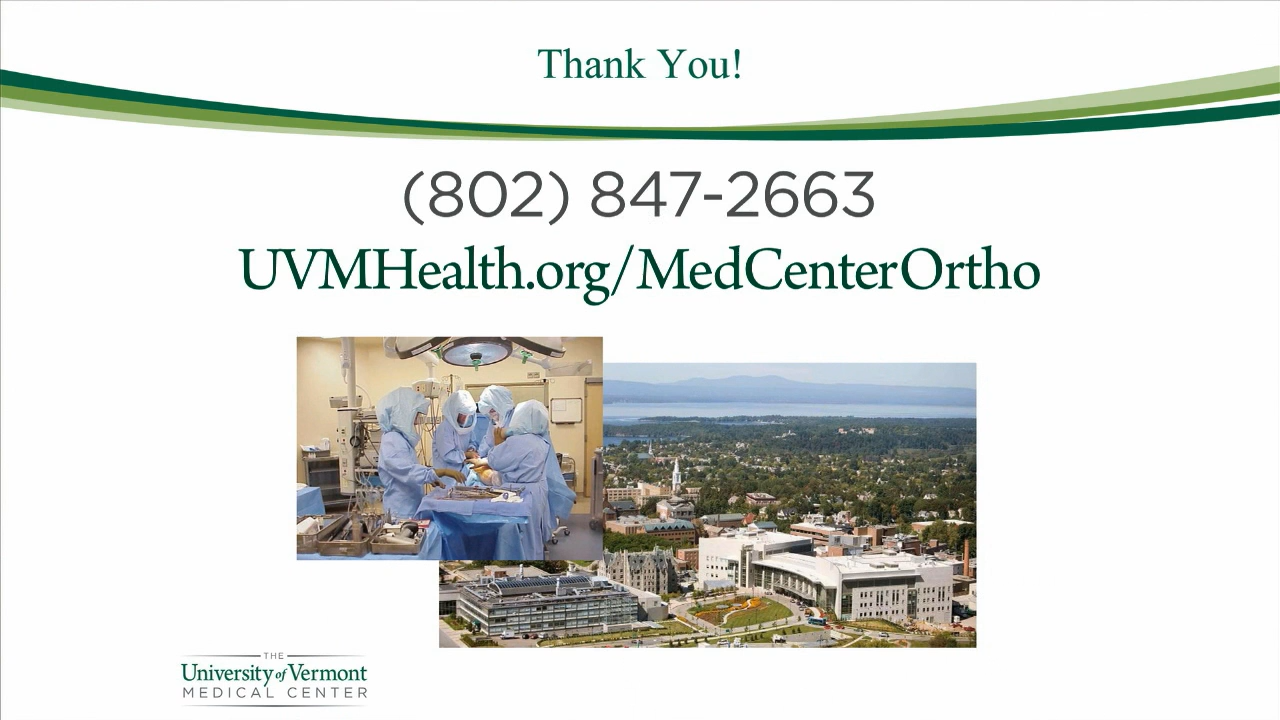 Thank You!
(802) 847-2663
UVMHealth.org/MedCenterOrtho
THE
University of Vermont
MEDICAL CENTER